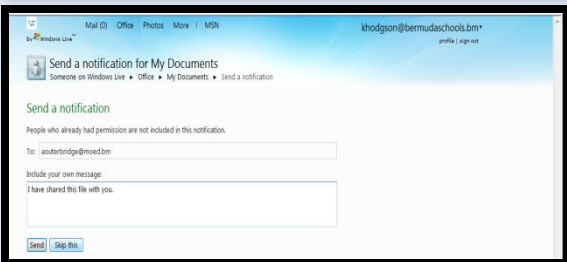 Mail (0) Office Photos More | MSN
khodgson@bermudaschools.bm
by Windows Live™
profile | sign out
Send a notification for My Documents
Someone on Windows Live ▸ Office ▸ My Documents ▸ Send a notification
Send a notification
People who already had permission are not included in this notification.
To: aouterbridge@moed.bm
Include your own message:
I have shared this file with you.
Send Skip this